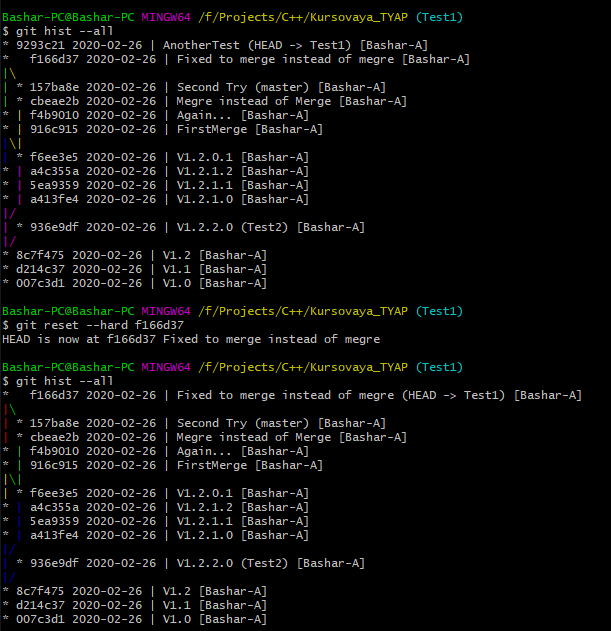 Bashar-PC@Bashar-PC MINGW64 /f/Projects/C++/Kursovaya_TYAP (Test1)
$ git hist --all
* 9293c21 2020-02-26 | AnotherTest (HEAD -> Test1) [Bashar-A]
*   f166d37 2020-02-26 | Fixed to merge instead of megre [Bashar-A]
|\
| * 157ba8e 2020-02-26 | Second Try (master) [Bashar-A]
| * cbeae2b 2020-02-26 | Megre instead of Merge [Bashar-A]
* | f4b9010 2020-02-26 | Again... [Bashar-A]
* | 916c915 2020-02-26 | FirstMerge [Bashar-A]
|\|
| * f6ee3e5 2020-02-26 | V1.2.0.1 [Bashar-A]
* | a4c355a 2020-02-26 | V1.2.1.2 [Bashar-A]
* | 5ea9359 2020-02-26 | V1.2.1.1 [Bashar-A]
* | a413fe4 2020-02-26 | V1.2.1.0 [Bashar-A]
|/
| * 936e9df 2020-02-26 | V1.2.2.0 (Test2) [Bashar-A]
|/
* 8c7f475 2020-02-26 | V1.2 [Bashar-A]
* d214c37 2020-02-26 | V1.1 [Bashar-A]
* 007c3d1 2020-02-26 | V1.0 [Bashar-A]
Bashar-PC@Bashar-PC MINGW64 /f/Projects/C++/Kursovaya_TYAP (Test1)
$ git reset --hard f166d37
HEAD is now at f166d37 Fixed to merge instead of megre
Bashar-PC@Bashar-PC MINGW64 /f/Projects/C++/Kursovaya_TYAP (Test1)
$ git hist --all
*   f166d37 2020-02-26 | Fixed to merge instead of megre (HEAD -> Test1) [Bashar-A]
|\
| * 157ba8e 2020-02-26 | Second Try (master) [Bashar-A]
| * cbeae2b 2020-02-26 | Megre instead of Merge [Bashar-A]
* | f4b9010 2020-02-26 | Again... [Bashar-A]
* | 916c915 2020-02-26 | FirstMerge [Bashar-A]
|\|
| * f6ee3e5 2020-02-26 | V1.2.0.1 [Bashar-A]
* | a4c355a 2020-02-26 | V1.2.1.2 [Bashar-A]
* | 5ea9359 2020-02-26 | V1.2.1.1 [Bashar-A]
* | a413fe4 2020-02-26 | V1.2.1.0 [Bashar-A]
|/
| * 936e9df 2020-02-26 | V1.2.2.0 (Test2) [Bashar-A]
|/
* 8c7f475 2020-02-26 | V1.2 [Bashar-A]
* d214c37 2020-02-26 | V1.1 [Bashar-A]
* 007c3d1 2020-02-26 | V1.0 [Bashar-A]